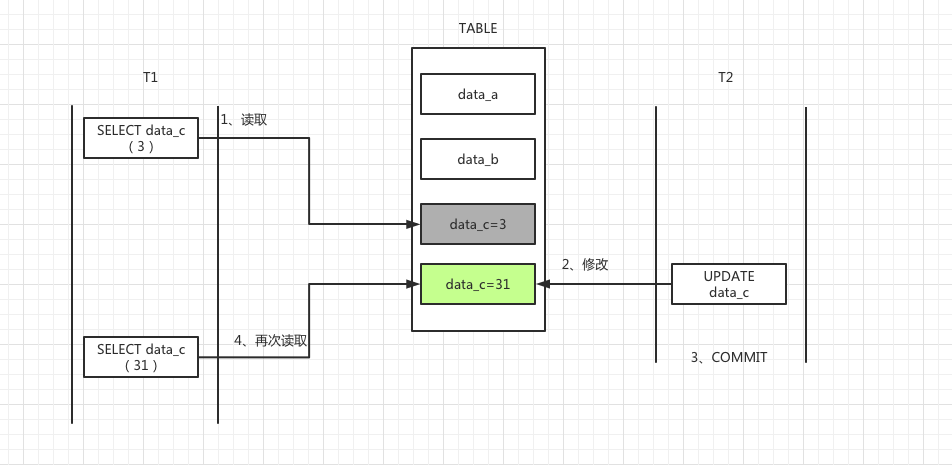 TABLE
T1
T2
SELECT data_c
（3）
1、读取
data_a
data_b
data_c=3
2、修改
data_c=31
UPDATE
data_c
4、再次读取
SELECT data_c
（31）
3、COMMIT